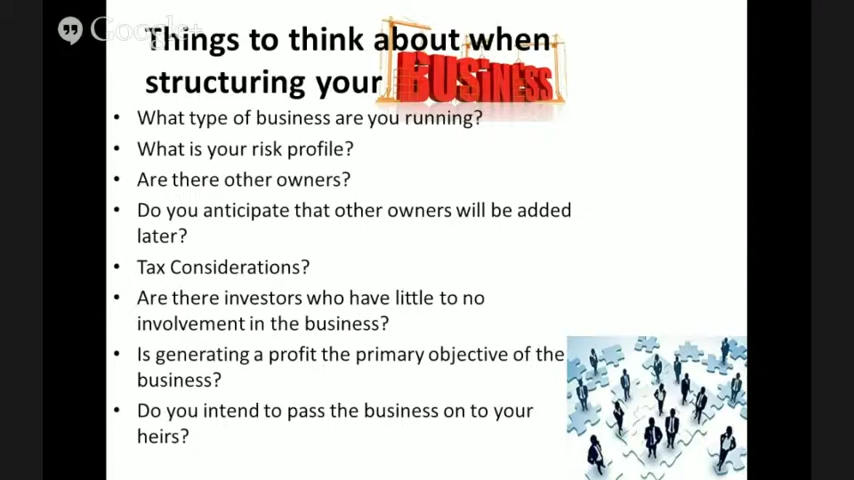 Google+
Things to think about when
structuring your BUSINESS
• What type of business are you running?
• What is your risk profile?
• Are there other owners?
• Do you anticipate that other owners will be added
later?
• Tax Considerations?
• Are there investors who have little to no
involvement in the business?
• Is generating a profit the primary objective of the
business?
• Do you intend to pass the business on to your
heirs?